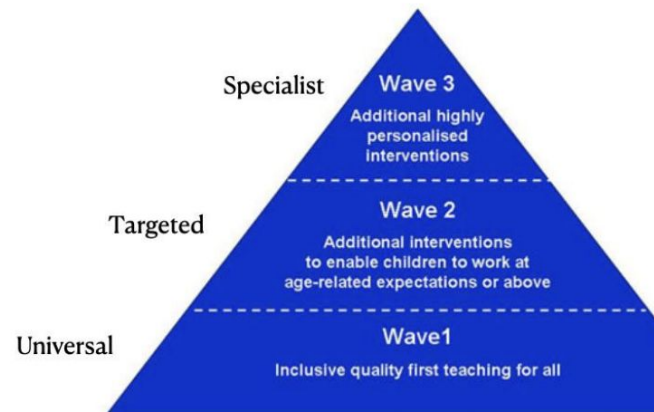 Specialist
Wave 3
Additional highly
personalised
interventions
Targeted
Wave 2
Additional interventions
to enable children to work at
age-related expectations or above
Universal
Wave1
Inclusive quality first teaching for all